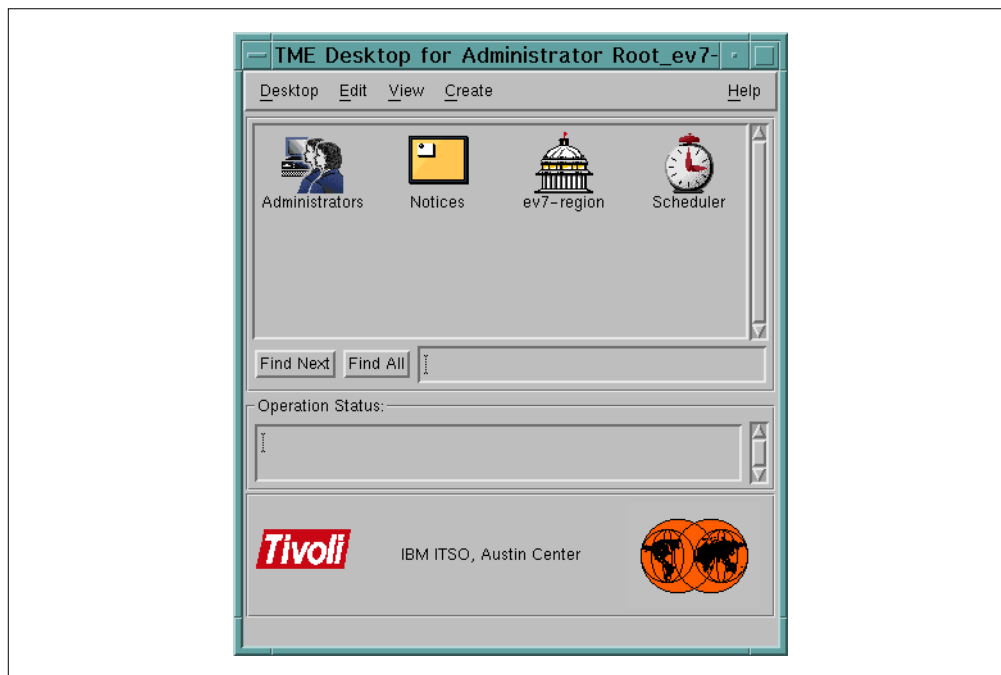 TME Desktop for Administrator Root_ev7-
Desktop Edit View Create Help
Administrators Notices ev7-region Scheduler
Find Next Find All
Operation Status:
Tivoli IBM ITSO, Austin Center